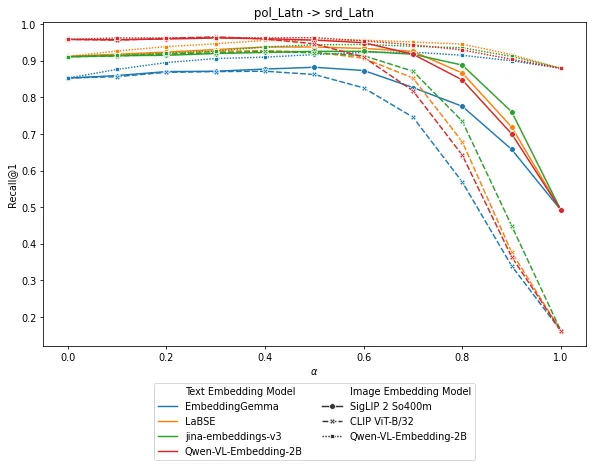 pol_Latn -> srd_Latn
Recall@1
1.0
0.9
0.8
0.7
0.6
0.5
0.4
0.3
0.2
0.0 0.2 0.4 0.6 0.8 1.0
α
Text Embedding Model Image Embedding Model
EmbeddingGemma SigLIP 2 So400m
LaBSE CLIP ViT-B/32
jina-embeddings-v3 Qwen-VL-Embedding-2B
Qwen-VL-Embedding-2B